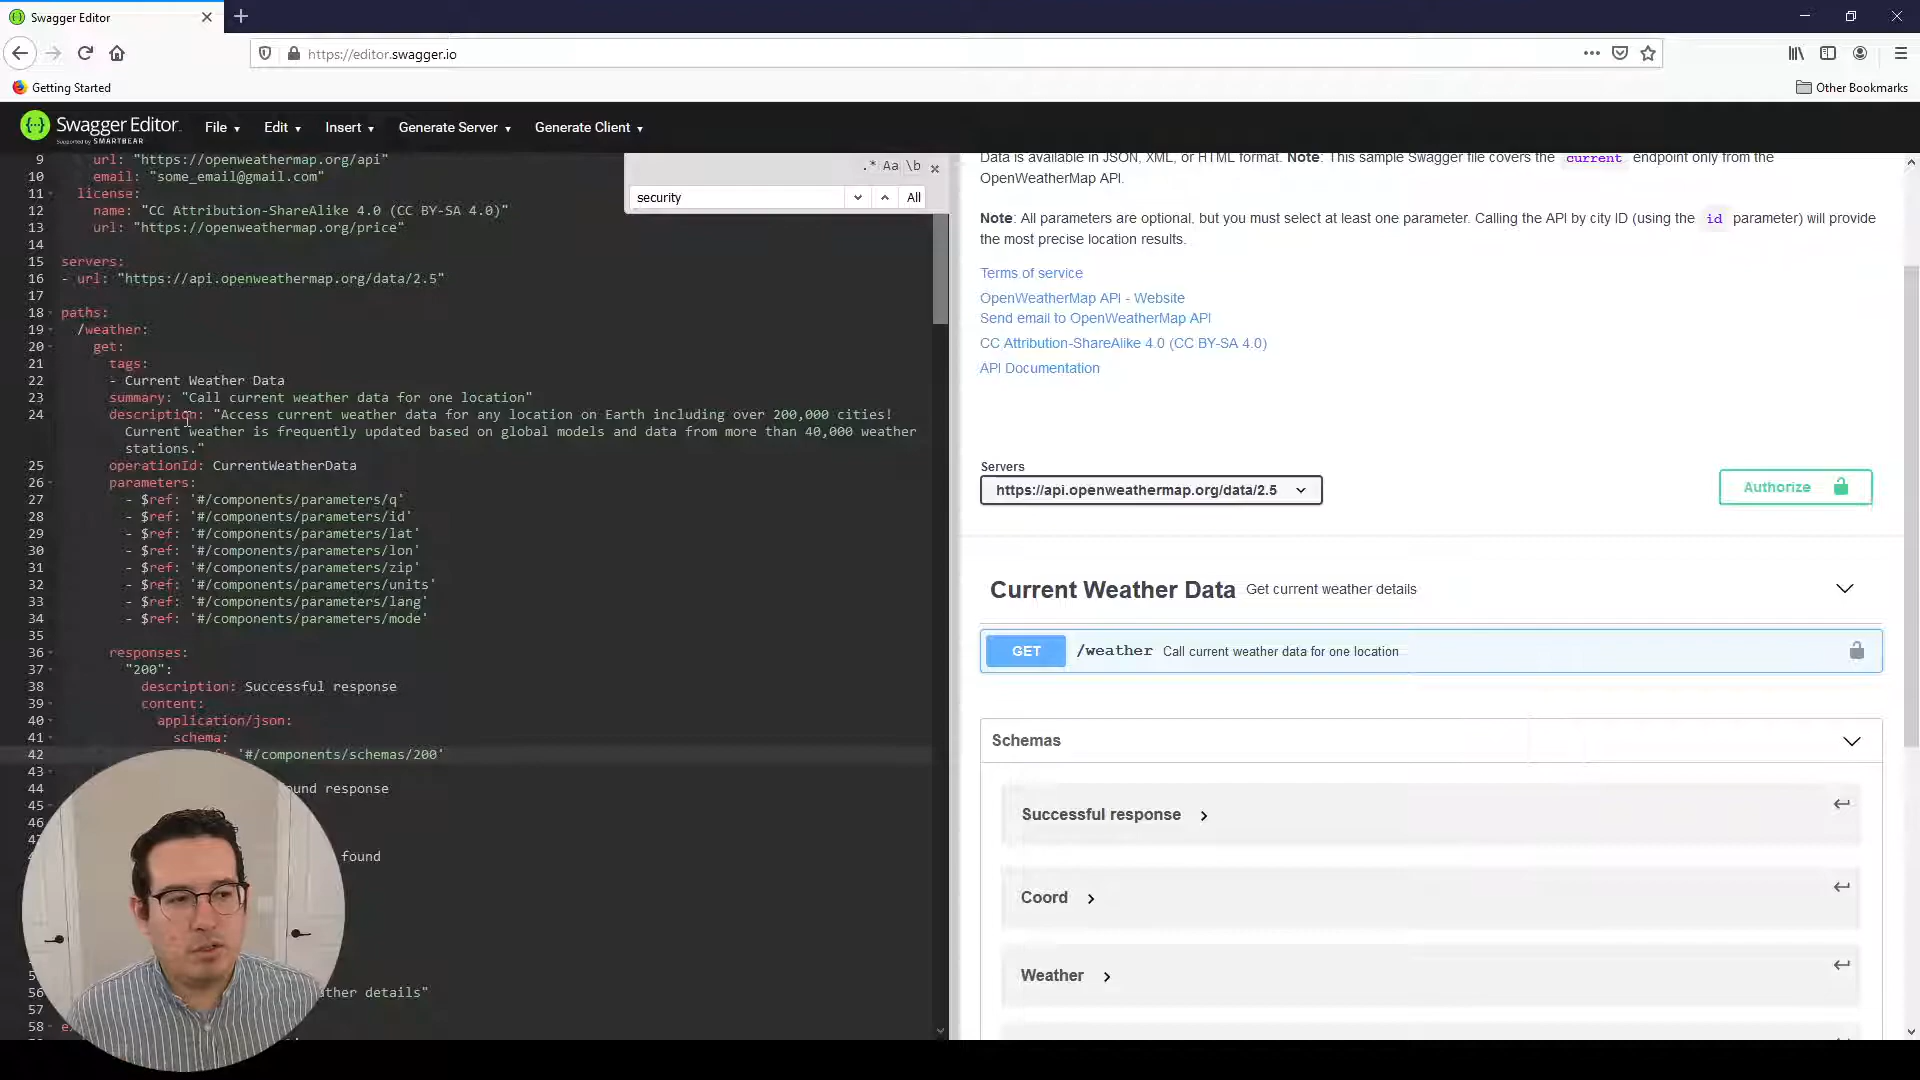 Swagger Editor
https://editor.swagger.io
Getting Started
Other Bookmarks
Swagger Editor
Supported by SMARTBEAR
File
Edit
Insert
Generate Server
Generate Client
9 url: "https://openweathermap.org/api"
10 email: "some_email@gmail.com"
11 license:
12 name: "CC Attribution-ShareAlike 4.0 (CC BY-SA 4.0)"
13 url: "https://openweathermap.org/price"
14
15 servers:
16 - url: "https://api.openweathermap.org/data/2.5"
17
18 paths:
19 /weather:
20 get:
21 tags:
22 - Current Weather Data
23 summary: "Call current weather data for one location"
24 description: "Access current weather data for any location on Earth including over 200,000 cities!
Current weather is frequently updated based on global models and data from more than 40,000 weather
stations."
25 operationId: CurrentWeatherData
26 parameters:
27 - $ref: '#/components/parameters/q'
28 - $ref: '#/components/parameters/id'
29 - $ref: '#/components/parameters/lat'
30 - $ref: '#/components/parameters/lon'
31 - $ref: '#/components/parameters/zip'
32 - $ref: '#/components/parameters/units'
33 - $ref: '#/components/parameters/lang'
34 - $ref: '#/components/parameters/mode'
35
36 responses:
37 "200":
38 description: Successful response
39 content:
40 application/json:
41 schema:
42 '#/components/schemas/200'
43
44 response
45
46
found
56 details"
57
58
.* Aa \b
security
All
Data is available in JSON, XML, or HTML format. Note: This sample Swagger file covers the current endpoint only from the
OpenWeatherMap API.
Note: All parameters are optional, but you must select at least one parameter. Calling the API by city ID (using the id parameter) will provide
the most precise location results.
Terms of service
OpenWeatherMap API - Website
Send email to OpenWeatherMap API
CC Attribution-ShareAlike 4.0 (CC BY-SA 4.0)
API Documentation
Servers
https://api.openweathermap.org/data/2.5
Authorize
Current Weather Data Get current weather details
GET /weather Call current weather data for one location
Schemas
Successful response
Coord
Weather